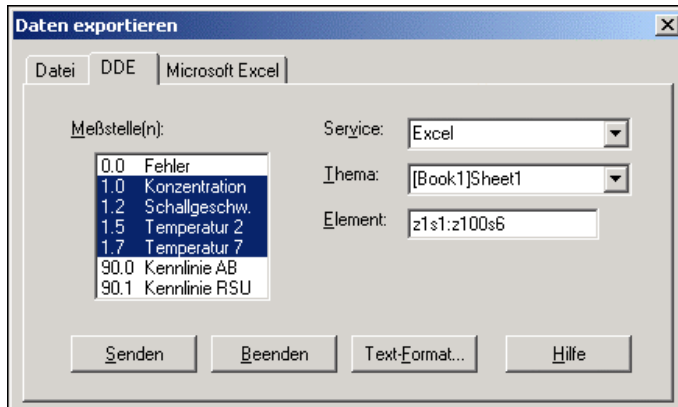 Daten exportieren
Datei DDE Microsoft Excel
Meßstelle(n):
0.0 Fehler
1.0 Konzentration
1.2 Schallgeschw.
1.5 Temperatur 2
1.7 Temperatur 7
90.0 Kennlinie AB
90.1 Kennlinie RSU
Service: Excel
Thema: [Book1]Sheet1
Element: z1s1:z100s6
Senden Beenden Text-Format... Hilfe